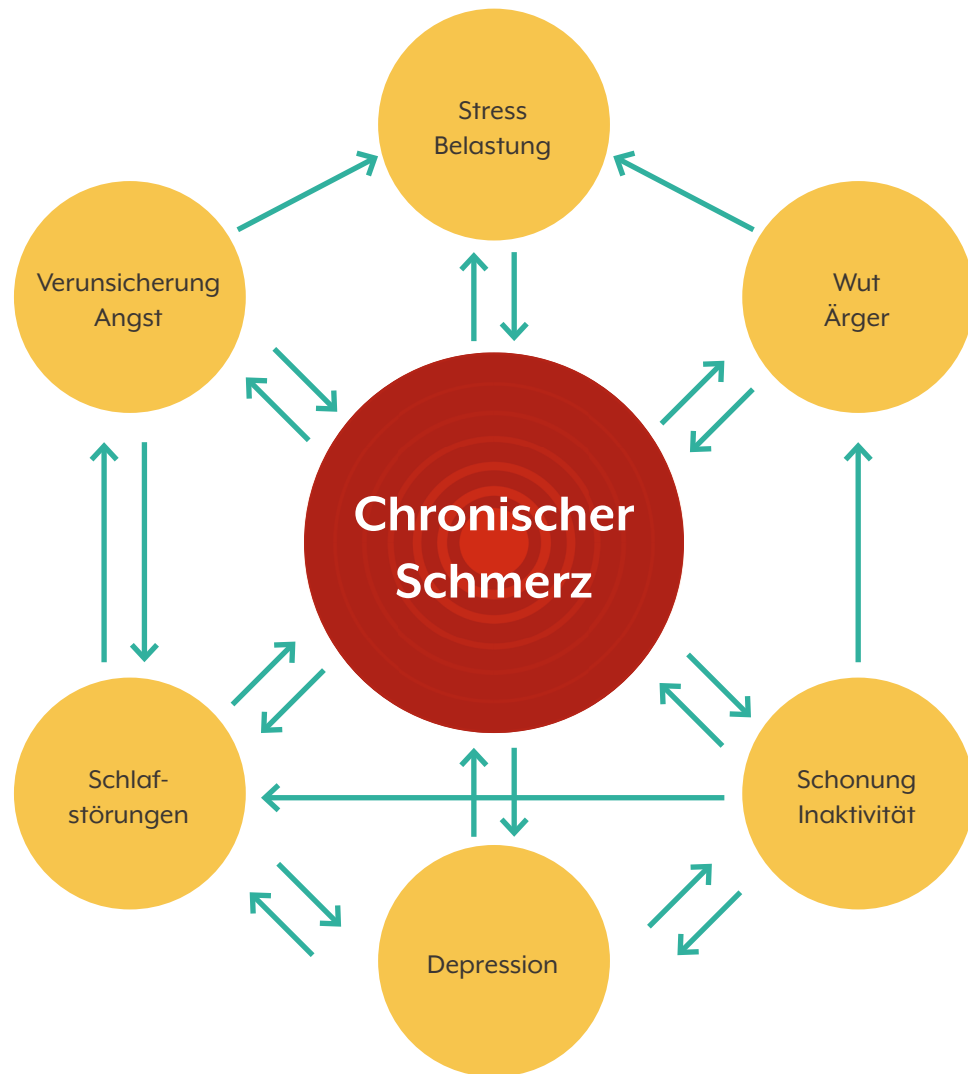 Stress
Belastung
Verunsicherung
Angst
Wut
Ärger
Chronischer
Schmerz
Schlaf-
störungen
Schonung
Inaktivität
Depression